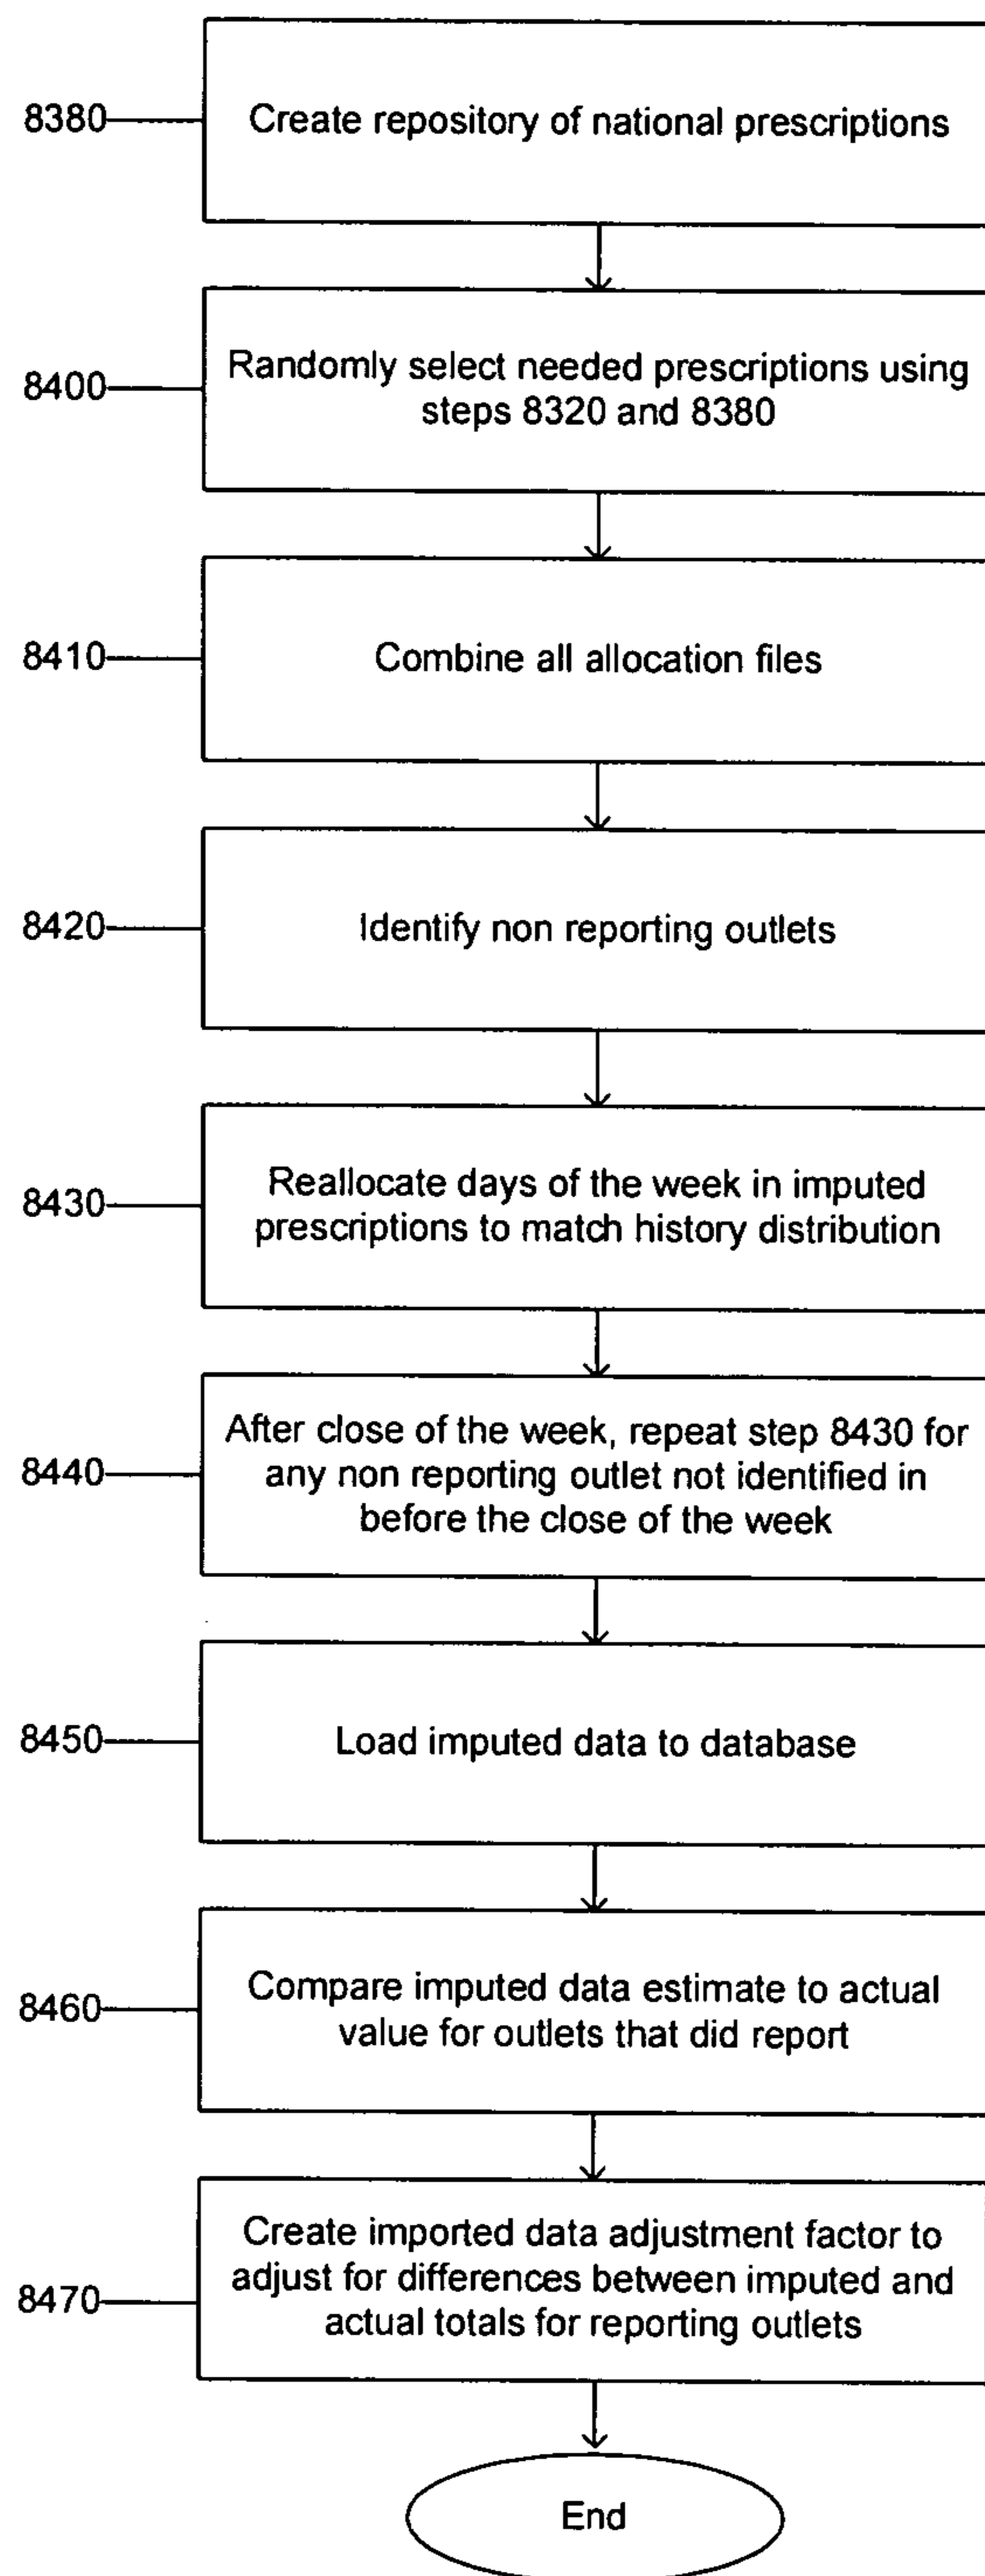 8380
Create repository of national prescriptions
8400
Randomly select needed prescriptions using
steps 8320 and 8380
8410
Combine all allocation files
8420
Identify non reporting outlets
8430
Reallocate days of the week in imputed
prescriptions to match history distribution
8440
After close of the week, repeat step 8430 for
any non reporting outlet not identified in
before the close of the week
8450
Load imputed data to database
8460
Compare imputed data estimate to actual
value for outlets that did report
8470
Create imported data adjustment factor to
adjust for differences between imputed and
actual totals for reporting outlets
End